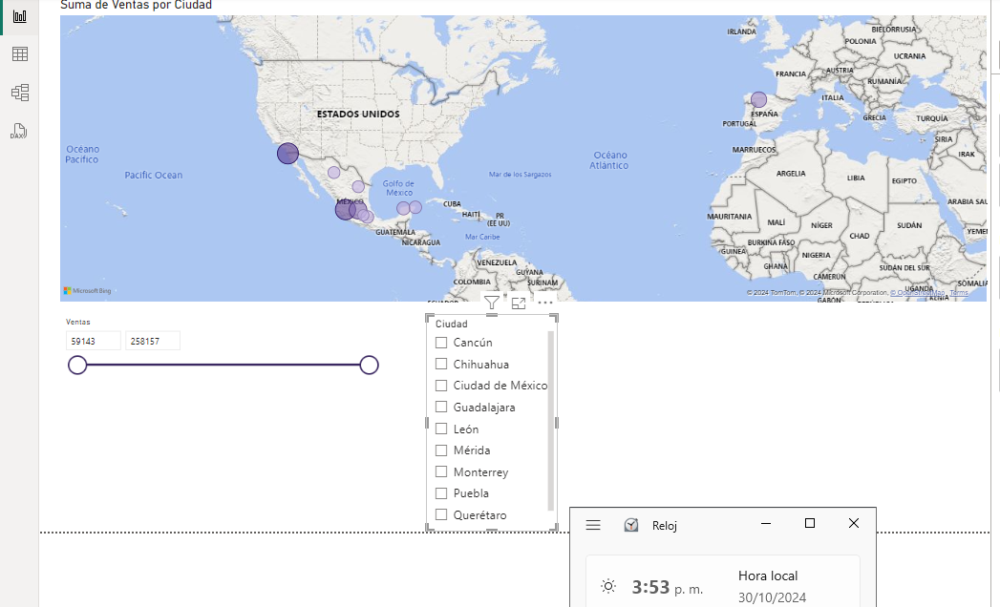 Suma de Ventas por Ciudad
IRLANDA
BIELORRUSIA
POLONIA
UCRANIA
FRANCIA
AUSTRIA
RUMANÍA
ITALIA
ESPAÑA
PORTUGAL
GRECIA
TURQUÍA
SIRIA
IRAK
ESTADOS UNIDOS
Océano
Pacífico
Pacific Ocean
Océano
Atlántico
Mar de los Sargazos
Golfo de
México
MÉXICO
CUBA
HAITÍ
PR
(EE UU)
GUATEMALA
NICARAGUA
Mar Caribe
VENEZUELA
GUYANA
SURINAM
COLOMBIA
MARRUECOS
ARGELIA
LIBIA
EGIPTO
ARABIA SAU
MAURITANIA
MALÍ
NÍGER
CHAD
SUDÁN
YEMEN
BURKINA FASO
GUINEA
GHANA
NIGERIA
CAMERÚN
SUDÁN DEL SUR
SOMALIA
UGANDA
KENIA
GABÓN
ECUADOR
Microsoft Bing
© 2024 TomTom, © 2024 Microsoft Corporation, © OpenStreetMap Terms
DAX
Ventas
59143 258157
Ciudad
Cancún
Chihuahua
Ciudad de México
Guadalajara
León
Mérida
Monterrey
Puebla
Querétaro
Reloj
3:53 p. m.
Hora local
30/10/2024